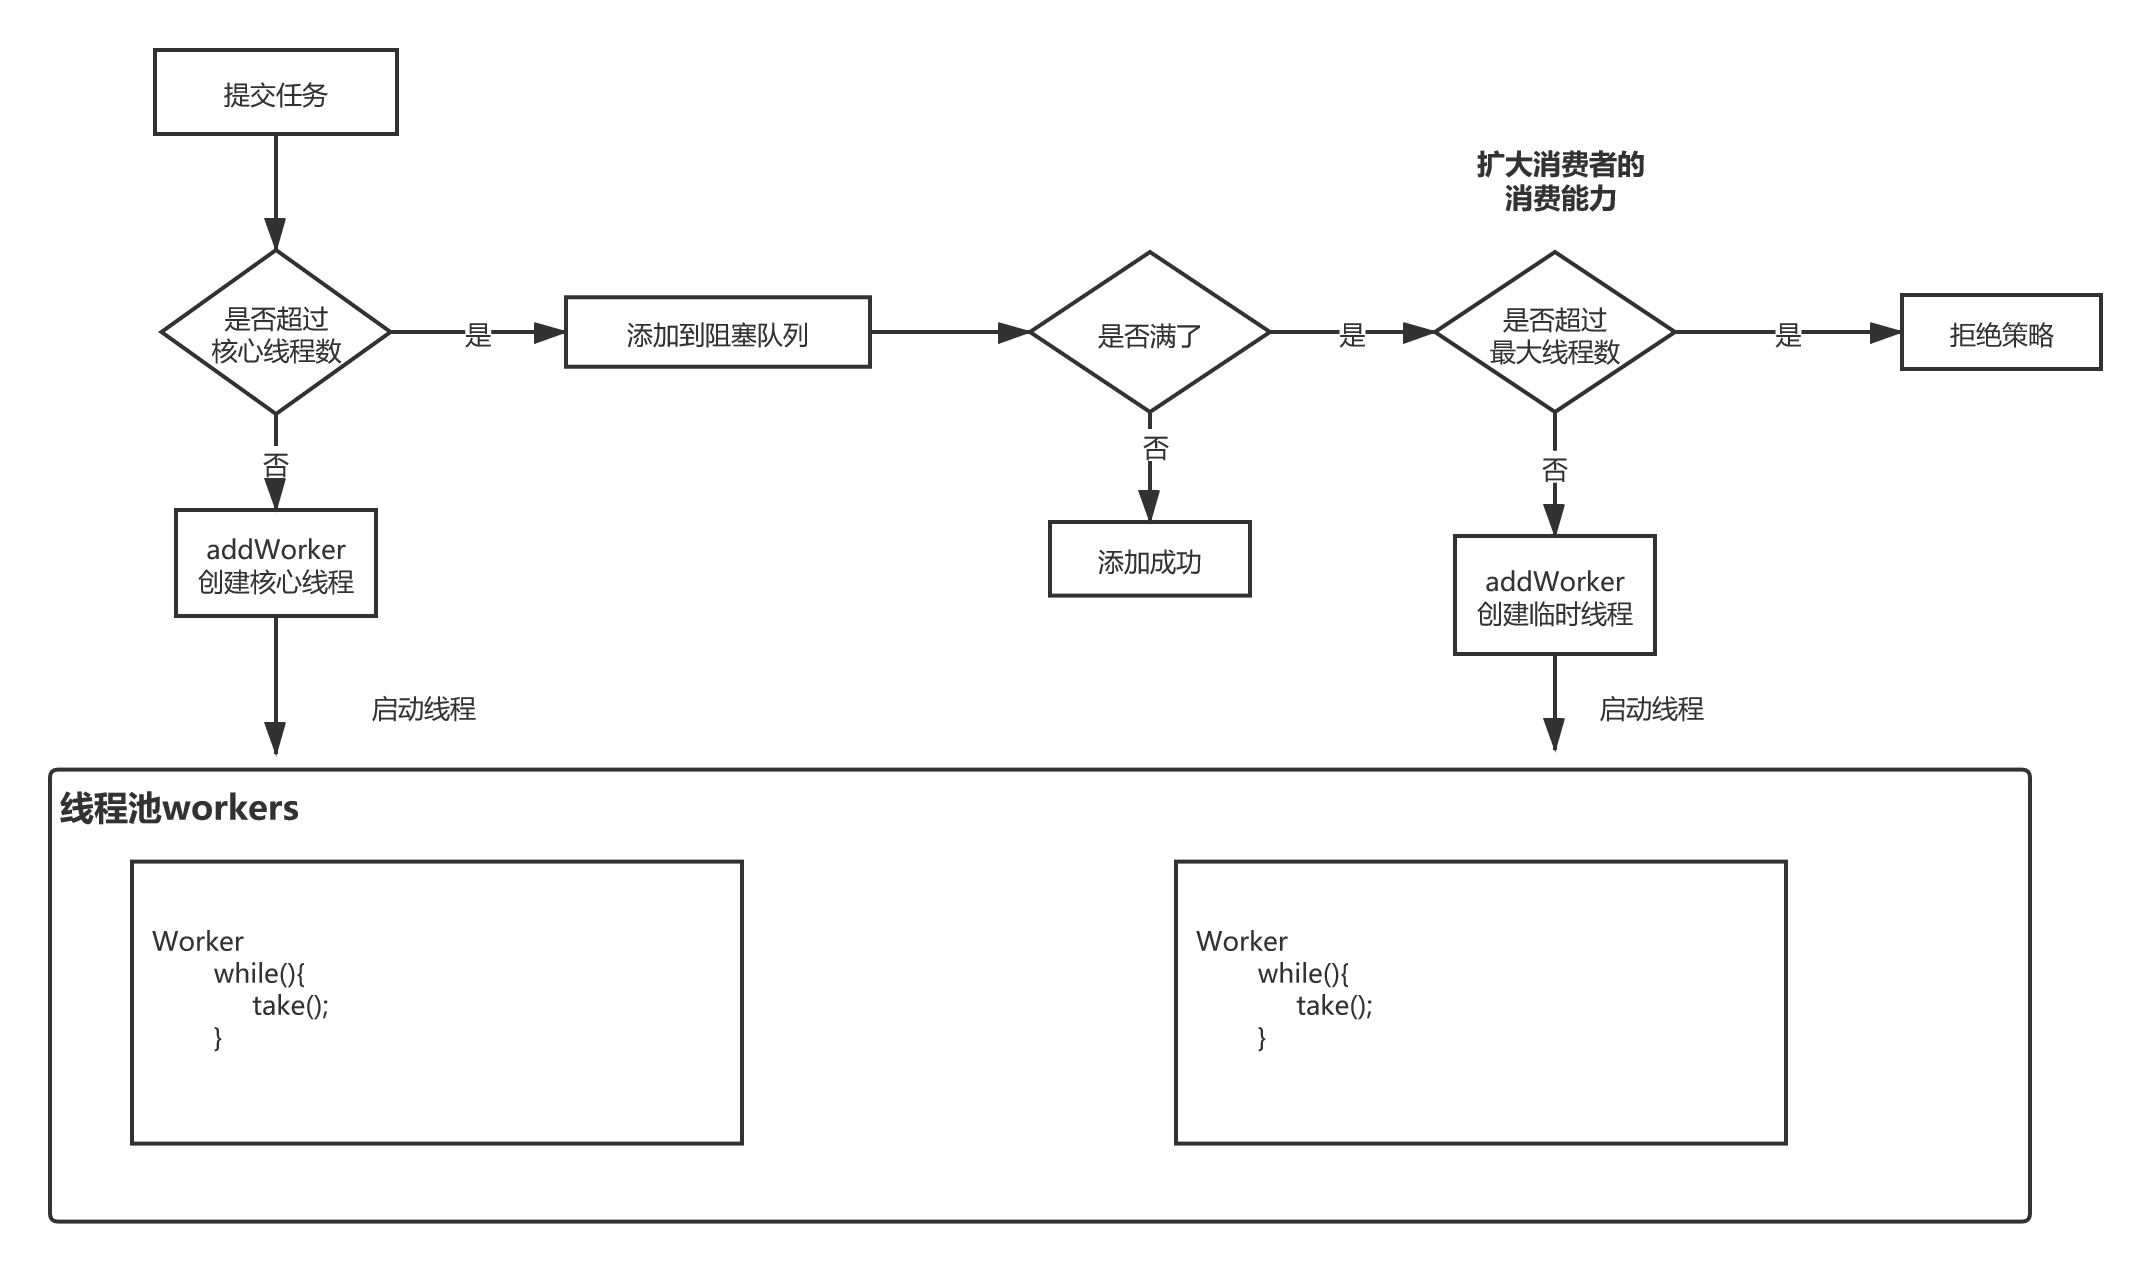 提交任务
扩大消费者的
消费能力
是否超过
核心线程数
是
添加到阻塞队列
是否满了
是
是否超过
最大线程数
是
拒绝策略
否
否
否
addWorker
创建核心线程
添加成功
addWorker
创建临时线程
启动线程
启动线程
线程池workers
Worker
while(){
take();
}
Worker
while(){
take();
}